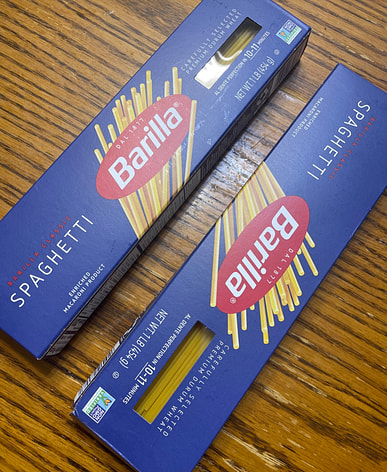 CAREFULLY SELECTED
PREMIUM DURUM WHEAT
AL DENTE PERFECTION IN 10-11 MINUTES
NET WT 1 LB (454 g)
DAL 1877
Barilla®
SPAGHETTI
ENRICHED
MACARONI PRODUCT
SPAGHETTI
ENRICHED
MACARONI PRODUCT
Barilla®
DAL 1877
NET WT 1 LB (454 g)
AL DENTE PERFECTION IN 10-11 MINUTES
CAREFULLY SELECTED
PREMIUM DURUM WHEAT